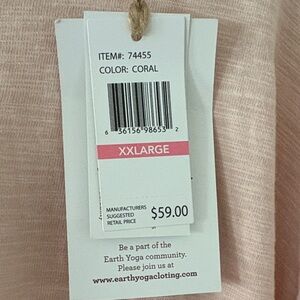 ITEM#: 74455
COLOR: CORAL
6 36156 98653 2
XXLARGE
MANUFACTURERS
SUGGESTED
RETAIL PRICE
$59.00
Be a part of the
Earth Yoga community.
Please join us at
www.earthyogacloting.com